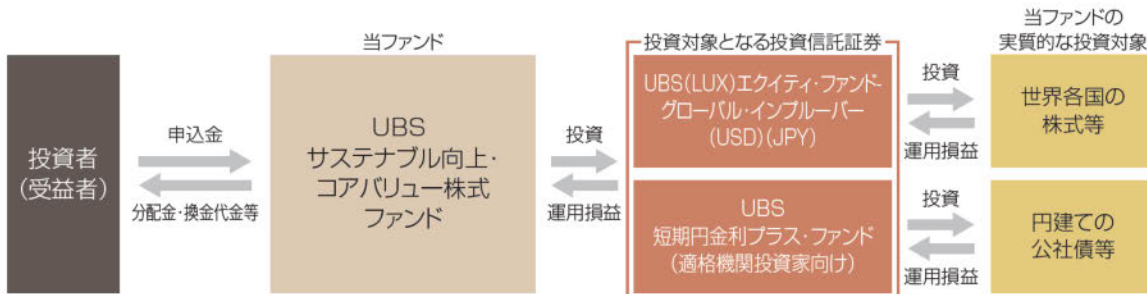 投資者
(受益者)
申込金
分配金・換金代金等
当ファンド
UBS
サステナブル向上・
コアバリュー株式
ファンド
投資
運用損益
投資対象となる投資信託証券
UBS(LUX)エクイティ・ファンド-
グローバル・インプルーバー
(USD)(JPY)
UBS
短期円金利プラス・ファンド
(適格機関投資家向け)
投資
運用損益
投資
運用損益
当ファンドの
実質的な投資対象
世界各国の
株式等
円建ての
公社債等